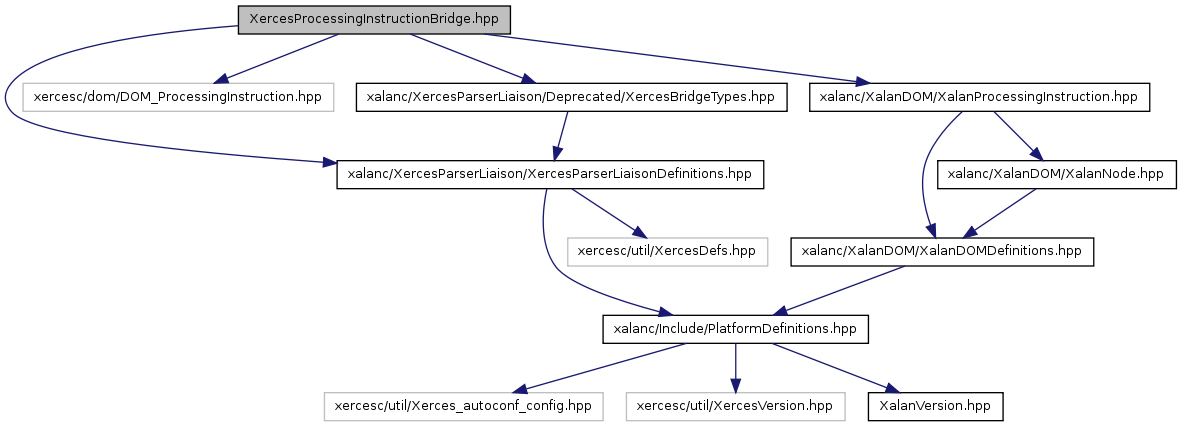 XercesProcessingInstructionBridge.hpp
xercesc/dom/DOM_ProcessingInstruction.hpp
xalanc/XercesParserLiaison/Deprecated/XercesBridgeTypes.hpp
xalanc/XalanDOM/XalanProcessingInstruction.hpp
xalanc/XercesParserLiaison/XercesParserLiaisonDefinitions.hpp
xalanc/XalanDOM/XalanNode.hpp
xercesc/util/XercesDefs.hpp
xalanc/XalanDOM/XalanDOMDefinitions.hpp
xalanc/Include/PlatformDefinitions.hpp
xercesc/util/Xerces_autoconf_config.hpp
xercesc/util/XercesVersion.hpp
XalanVersion.hpp